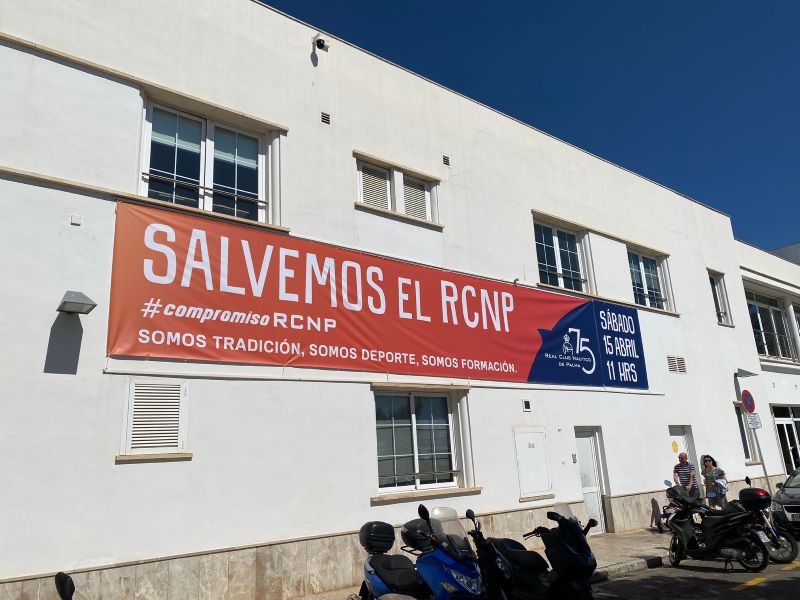 SALVEMOS EL RCNP
#compromisoRCNP
SOMOS TRADICIÓN, SOMOS DEPORTE, SOMOS FORMACIÓN.
75
REAL CLUB NÁUTICO
DE PALMA
SÁBADO
15 ABRIL
11 HRS